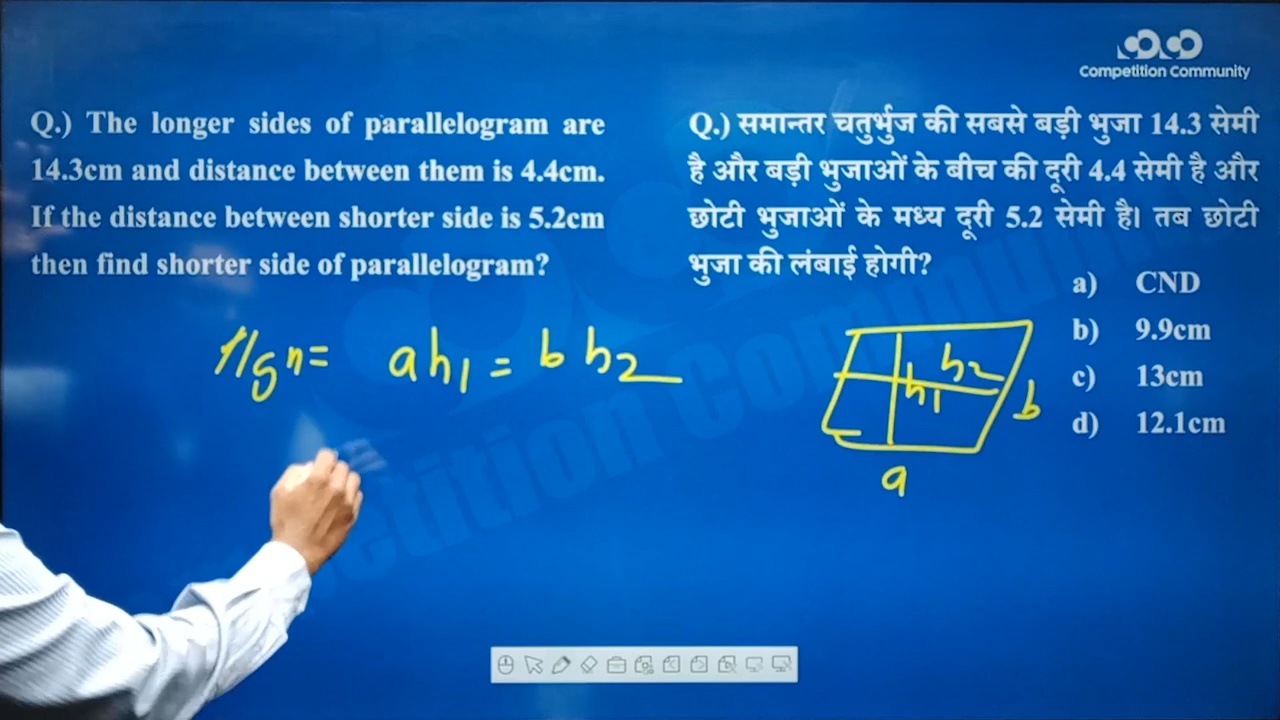 Competition Community
Q.) The longer sides of parallelogram are
14.3cm and distance between them is 4.4cm.
If the distance between shorter side is 5.2cm
then find shorter side of parallelogram?
Q.) समान्तर चतुर्भुज की सबसे बड़ी भुजा 14.3 सेमी
है और बड़ी भुजाओं के बीच की दूरी 4.4 सेमी है और
छोटी भुजाओं के मध्य दूरी 5.2 सेमी है। तब छोटी
भुजा की लंबाई होगी?
a) CND
b) 9.9cm
c) 13cm
d) 12.1cm
ah1 = bh2
h2
h1
b
a